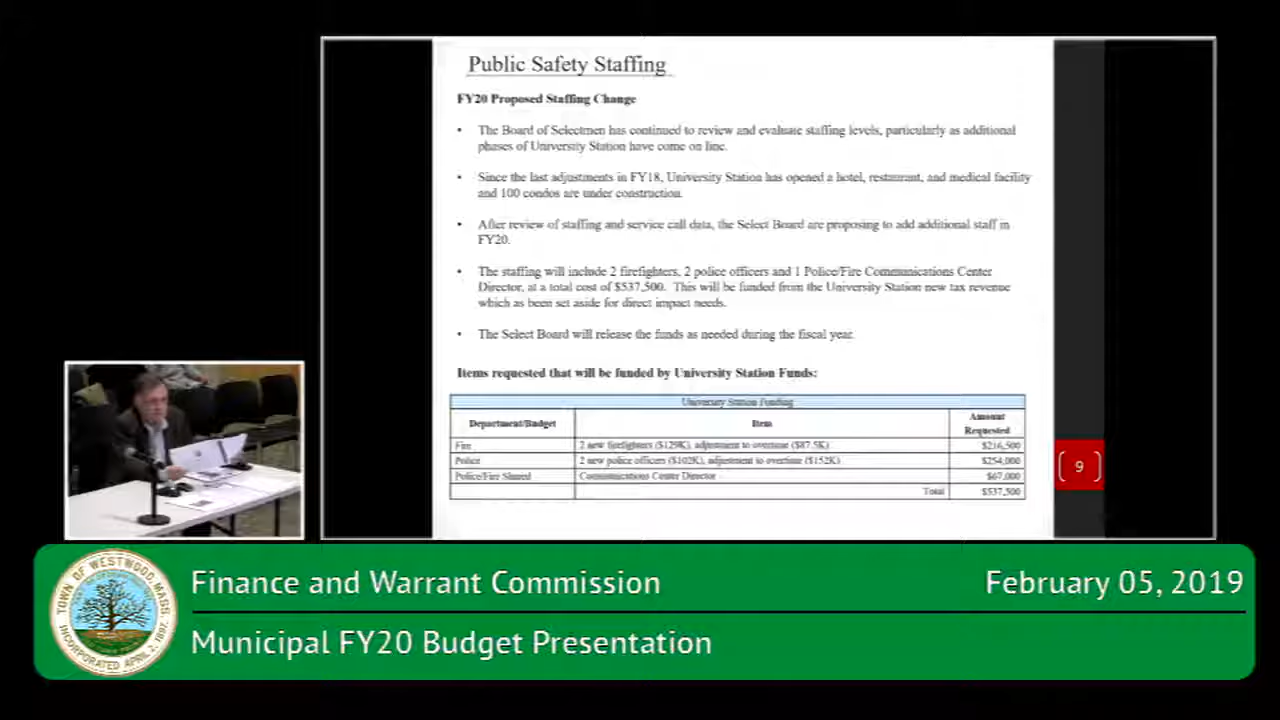 Public Safety Staffing
FY20 Proposed Staffing Change
• The Board of Selectmen has continued to review and evaluate staffing levels, particularly as additional
phases of University Station have come on line.
• Since the last adjustments in FY18, University Station has opened a hotel, restaurant, and medical facility
and 100 condos are under construction.
• After review of staffing and service call data, the Select Board are proposing to add additional staff in
FY20.
• The staffing will include 2 firefighters, 2 police officers and 1 Police/Fire Communications Center
Director, at a total cost of $537,500. This will be funded from the University Station new tax revenue
which as been set aside for direct impact needs.
• The Select Board will release the funds as needed during the fiscal year.
Items requested that will be funded by University Station Funds:
University Station Funding
Department/Budget Item Amount
Requested
Fire 2 new firefighters ($129K), adjustment to overtime ($87.5K) $216,500
Police 2 new police officers ($102K), adjustment to overtime ($152K) $254,000
Police/Fire Shared Communications Center Director $67,000
Total $537,500
9
TOWN OF WESTWOOD, MASS.
INCORPORATED APRIL 2, 1897.
Finance and Warrant Commission February 05, 2019
Municipal FY20 Budget Presentation